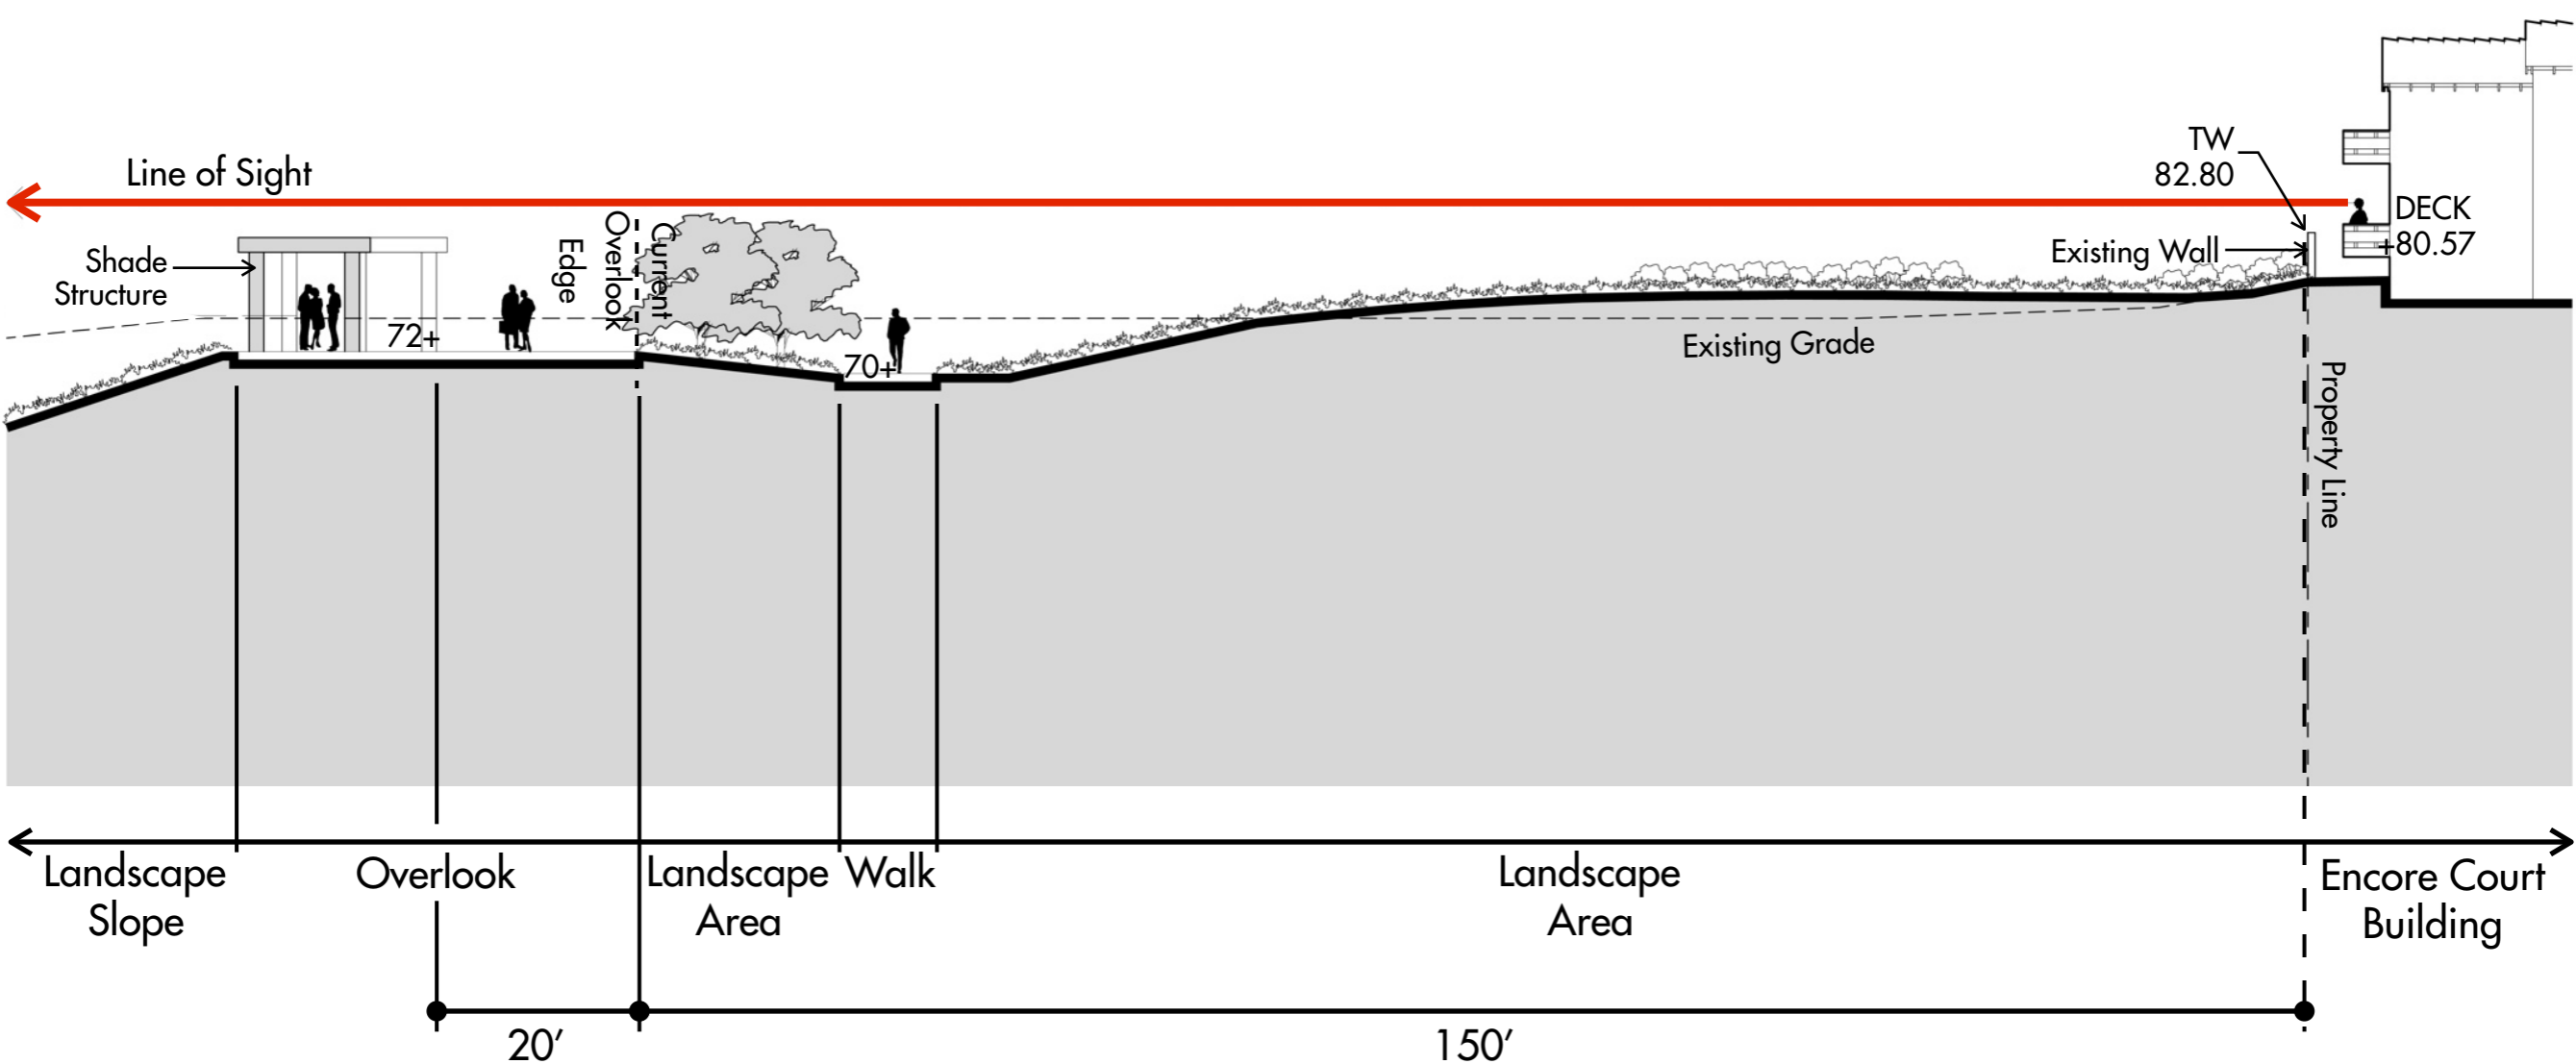 Line of Sight
TW
82.80
DECK
+80.57
Shade
Structure
Current
Overlook
Edge
Existing Wall
72+
70+
Existing Grade
Property Line
Landscape
Slope
Overlook
Landscape
Area
Walk
Landscape
Area
Encore Court
Building
20′
150′